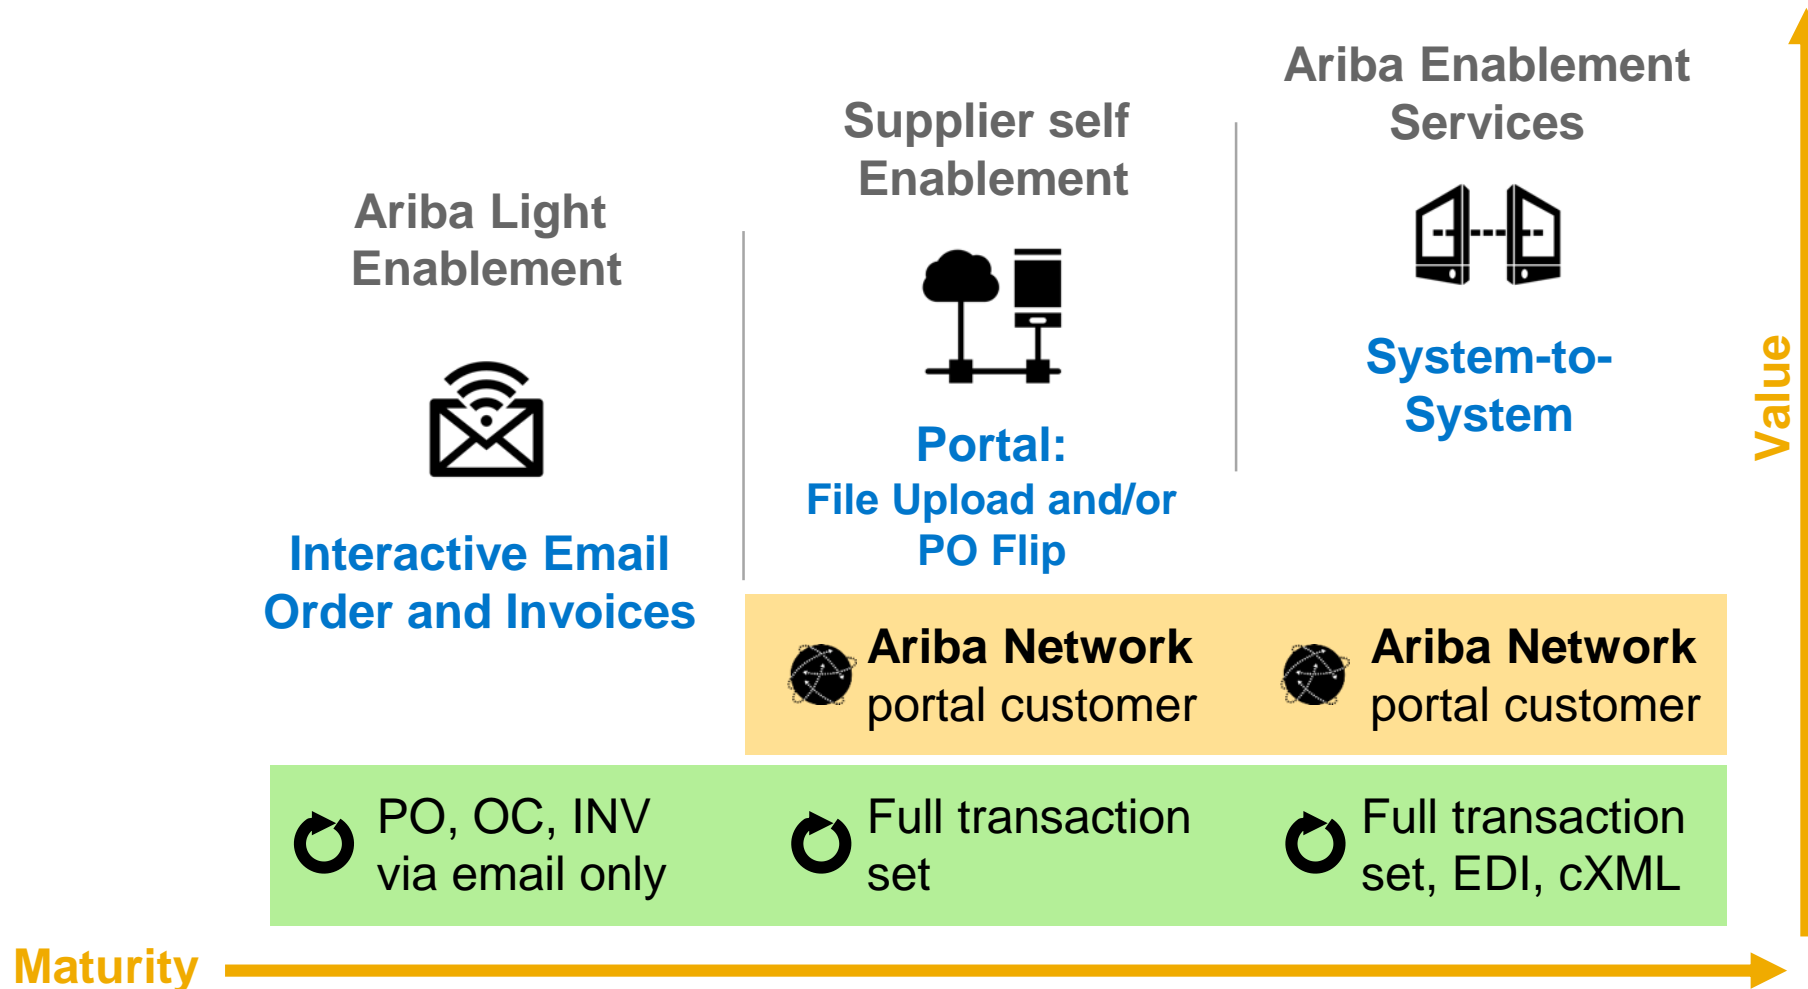 Ariba Light
Enablement
Interactive Email
Order and Invoices
Supplier self
Enablement
Portal:
File Upload and/or
PO Flip
Ariba Enablement
Services
System-to-
System
Ariba Network
portal customer
Ariba Network
portal customer
PO, OC, INV
via email only
Full transaction
set
Full transaction
set, EDI, cXML
Value
Maturity